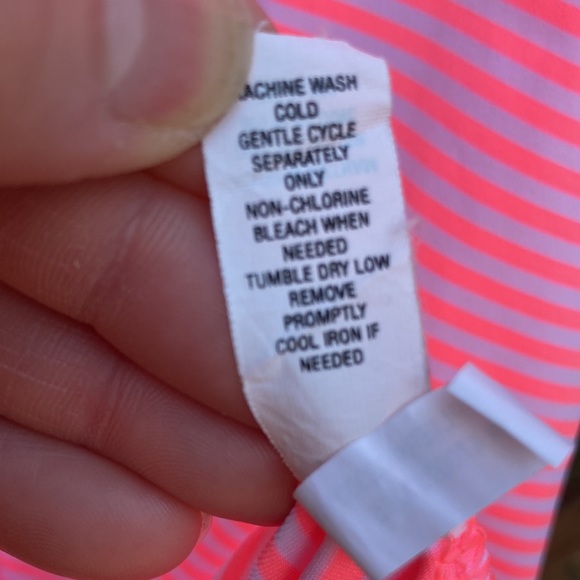 MACHINE WASH
COLD
GENTLE CYCLE
SEPARATELY
ONLY
NON-CHLORINE
BLEACH WHEN
NEEDED
TUMBLE DRY LOW
REMOVE
PROMPTLY
COOL IRON IF
NEEDED